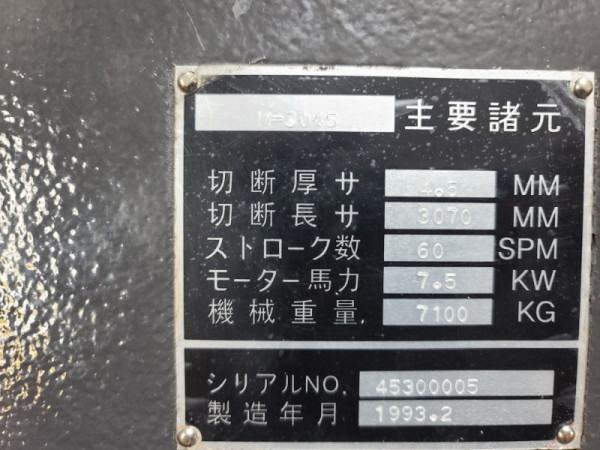 M-3045 主要諸元
切断厚サ 4.5 MM
切断長サ 3070 MM
ストローク数 60 SPM
モーター馬力 7.5 KW
機械重量 7100 KG
シリアルNO. 45300005
製造年月 1993.2